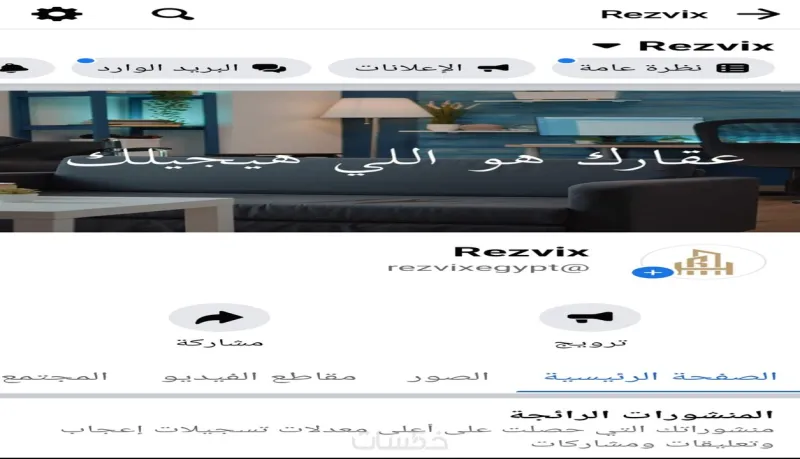 Rezvix
Rezvix
نظرة عامة
الإعلانات
البريد الوارد
عقارك هو اللي هيجيلك
Rezvix
@rezvixegypt
ترويج
مشاركة
الصفحة الرئيسية
الصور
مقاطع الفيديو
المجتمع
المنشورات الرائجة
منشوراتك التي حصلت على أعلى معدلات تسجيلات إعجاب
وتعليقات ومشاركات
خمسات